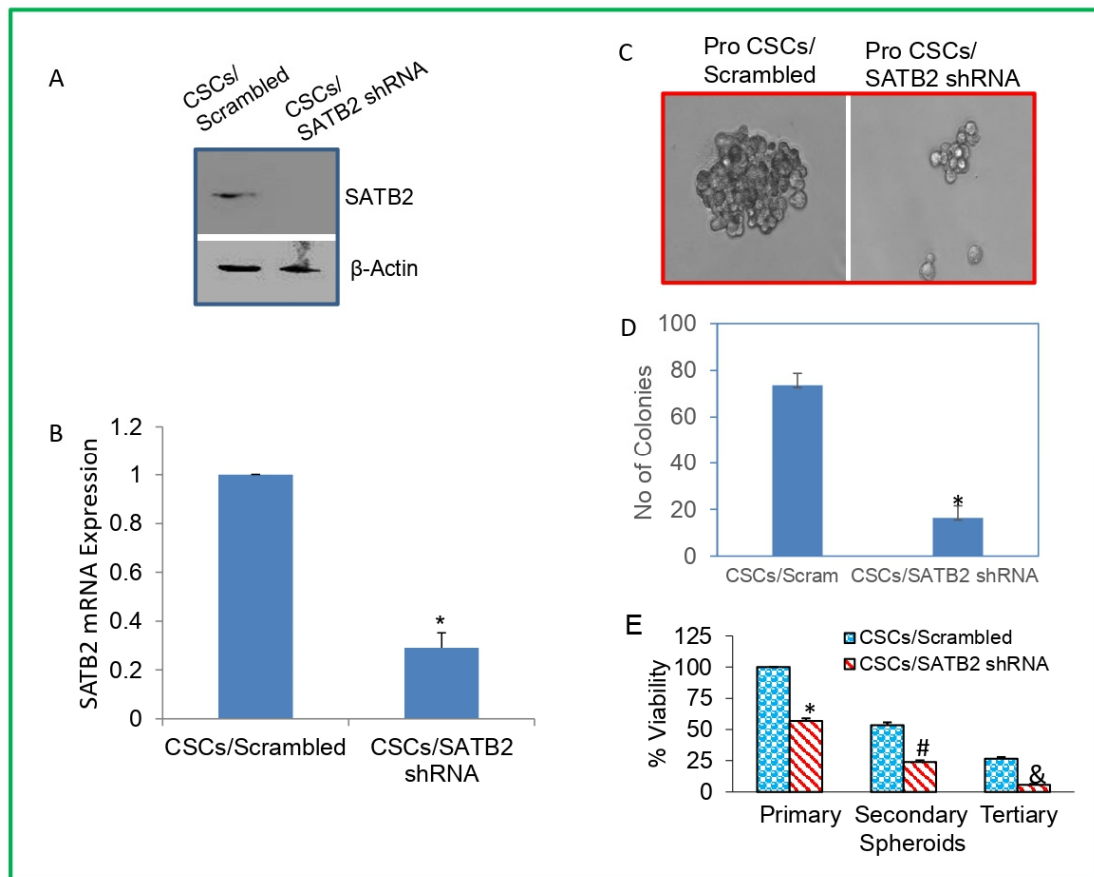 A
CSCs/
Scrambled
CSCs/
SATB2 shRNA
SATB2
β-Actin
B
SATB2 mRNA Expression
1.2
1
0.8
0.6
0.4
0.2
0
*
CSCs/Scrambled
CSCs/SATB2
shRNA
C
Pro CSCs/
Scrambled
Pro CSCs/
SATB2 shRNA
D
No of Colonies
100
80
60
40
20
0
*
CSCs/Scram
CSCs/SATB2 shRNA
E
% Viability
125
100
75
50
25
0
CSCs/Scrambled
CSCs/SATB2 shRNA
*
#
&
Primary
Secondary
Tertiary
Spheroids